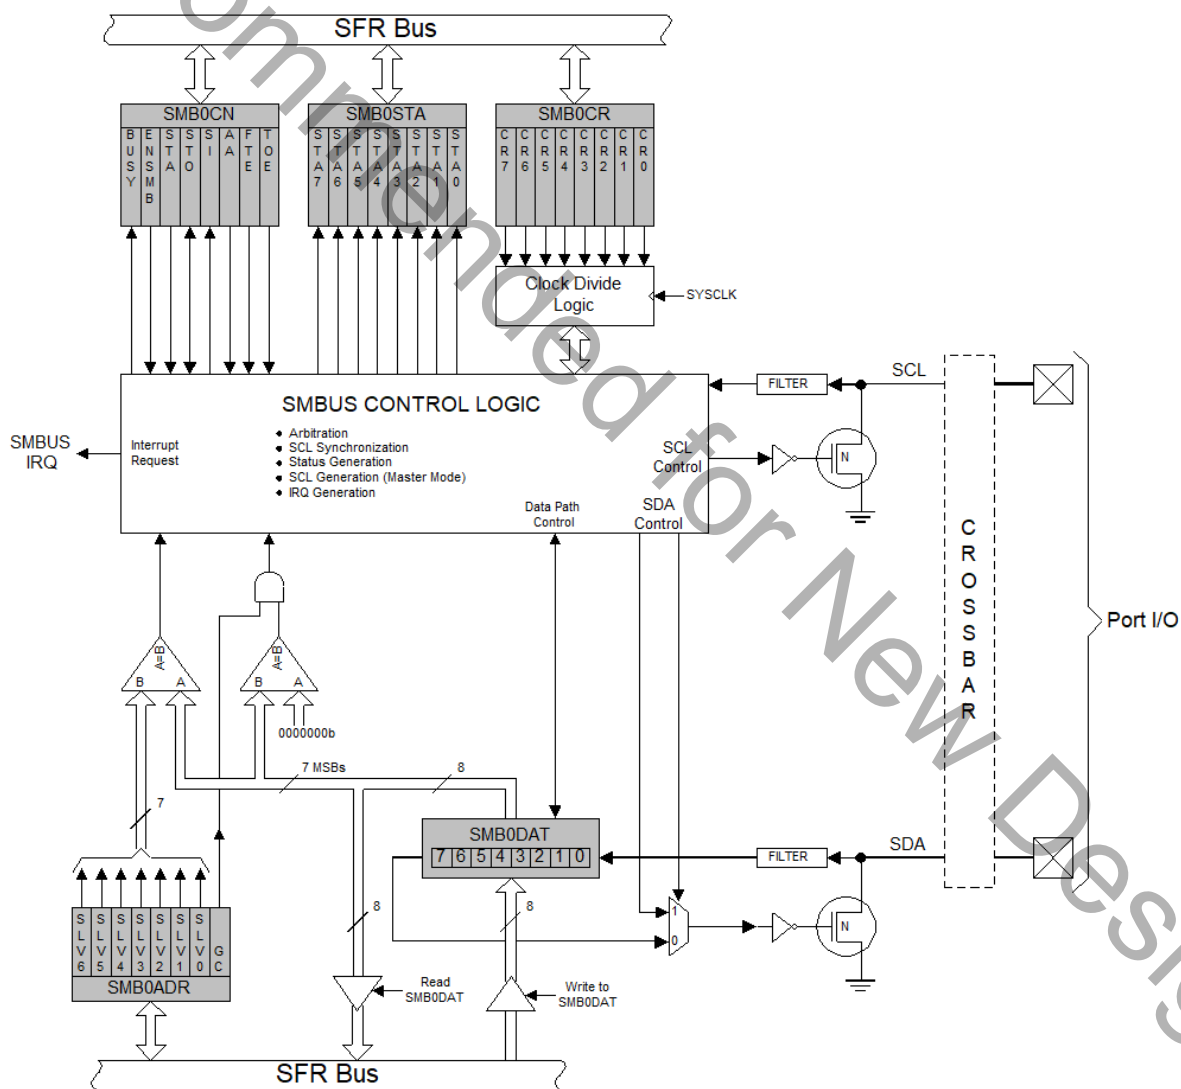 SFR Bus
SMB0CN
BUSY
ENSMB
STA
STO
SI
AA
FTE
TOE
SMB0STA
STA7
STA6
STA5
STA4
STA3
STA2
STA1
STA0
SMB0CR
CR7
CR6
CR5
CR4
CR3
CR2
CR1
CR0
Clock Divide
Logic
SYSCLK
SMBUS CONTROL LOGIC
Arbitration
SCL Synchronization
Status Generation
SCL Generation (Master Mode)
IRQ Generation
SMBUS
IRQ
Interrupt
Request
SCL
Control
Data Path
Control
SDA
Control
FILTER
SCL
N
CROSSBAR
Port I/O
A=B
B
A
A=B
B
A
0000000b
7 MSBs
8
7
SMB0DAT
7 6 5 4 3 2 1 0
FILTER
SDA
1
0
N
8
8
SLV6
SLV5
SLV4
SLV3
SLV2
SLV1
SLV0
GC
SMB0ADR
Read
SMB0DAT
Write to
SMB0DAT
SFR Bus
ommended for New Desig